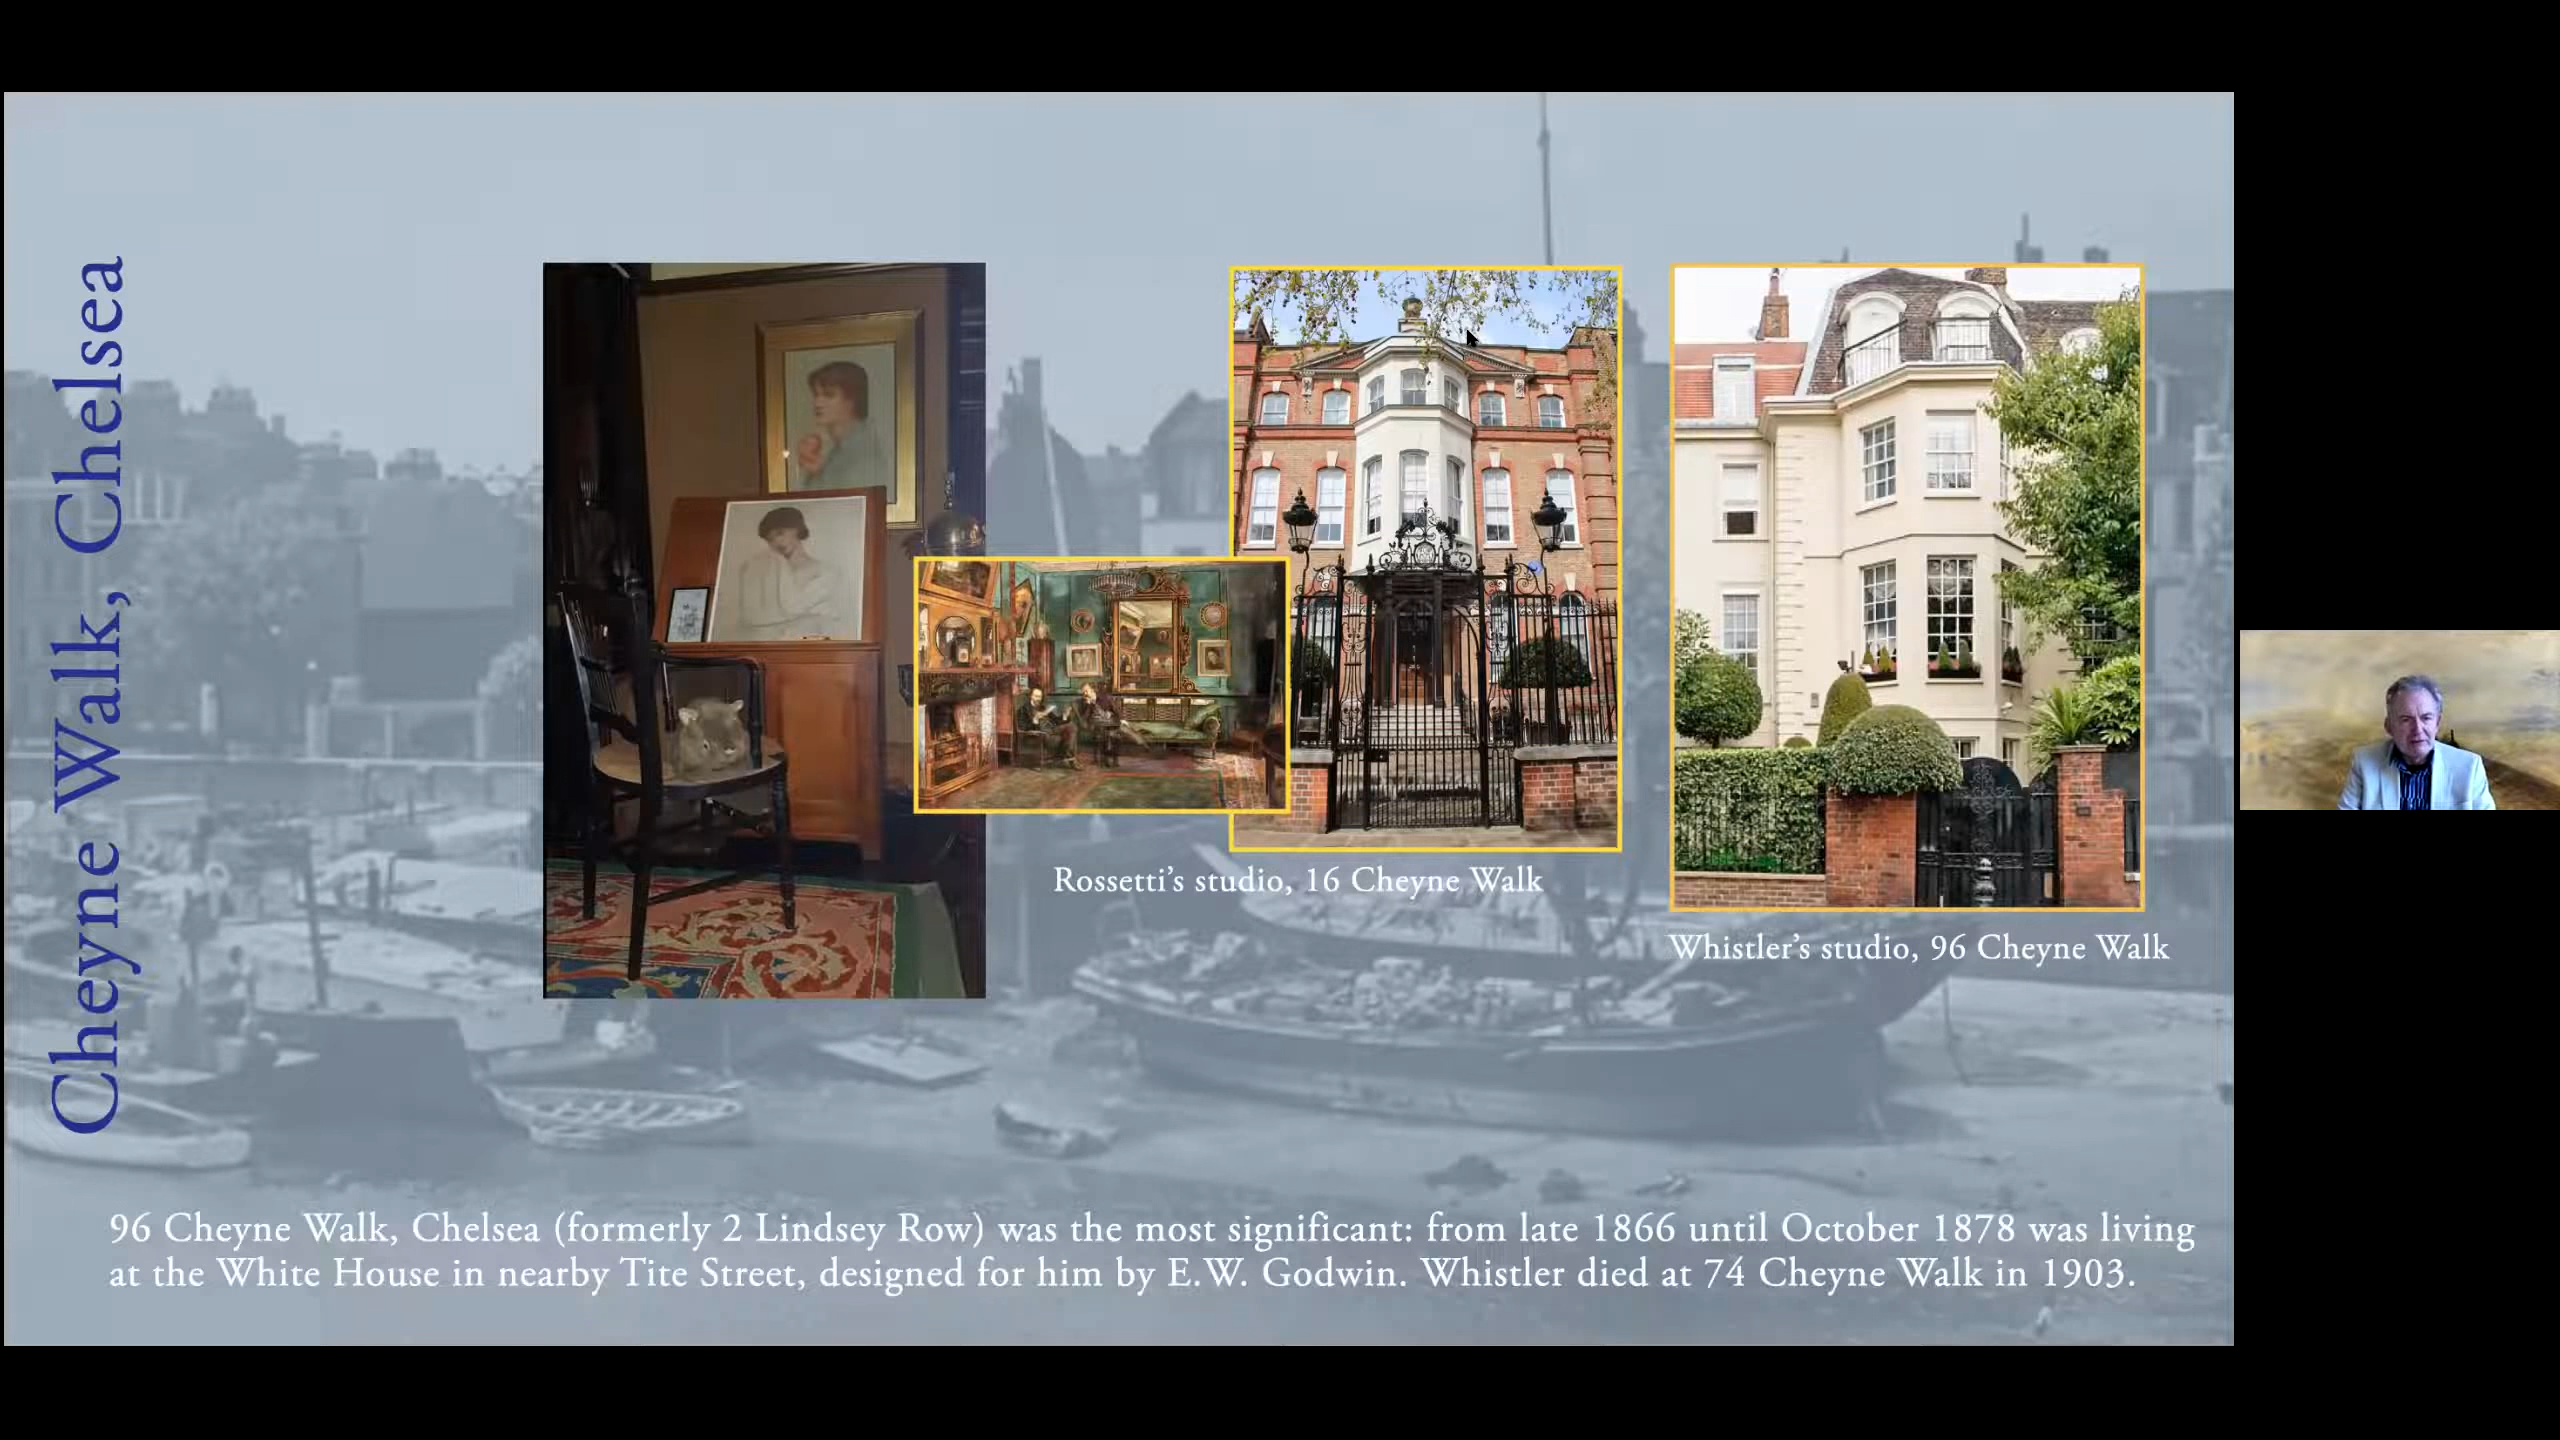 Cheyne Walk, Chelsea
Rossetti’s studio, 16 Cheyne Walk
Whistler’s studio, 96 Cheyne Walk
96 Cheyne Walk, Chelsea (formerly 2 Lindsey Row) was the most significant: from late 1866 until October 1878 was living
at the White House in nearby Tite Street, designed for him by E.W. Godwin. Whistler died at 74 Cheyne Walk in 1903.